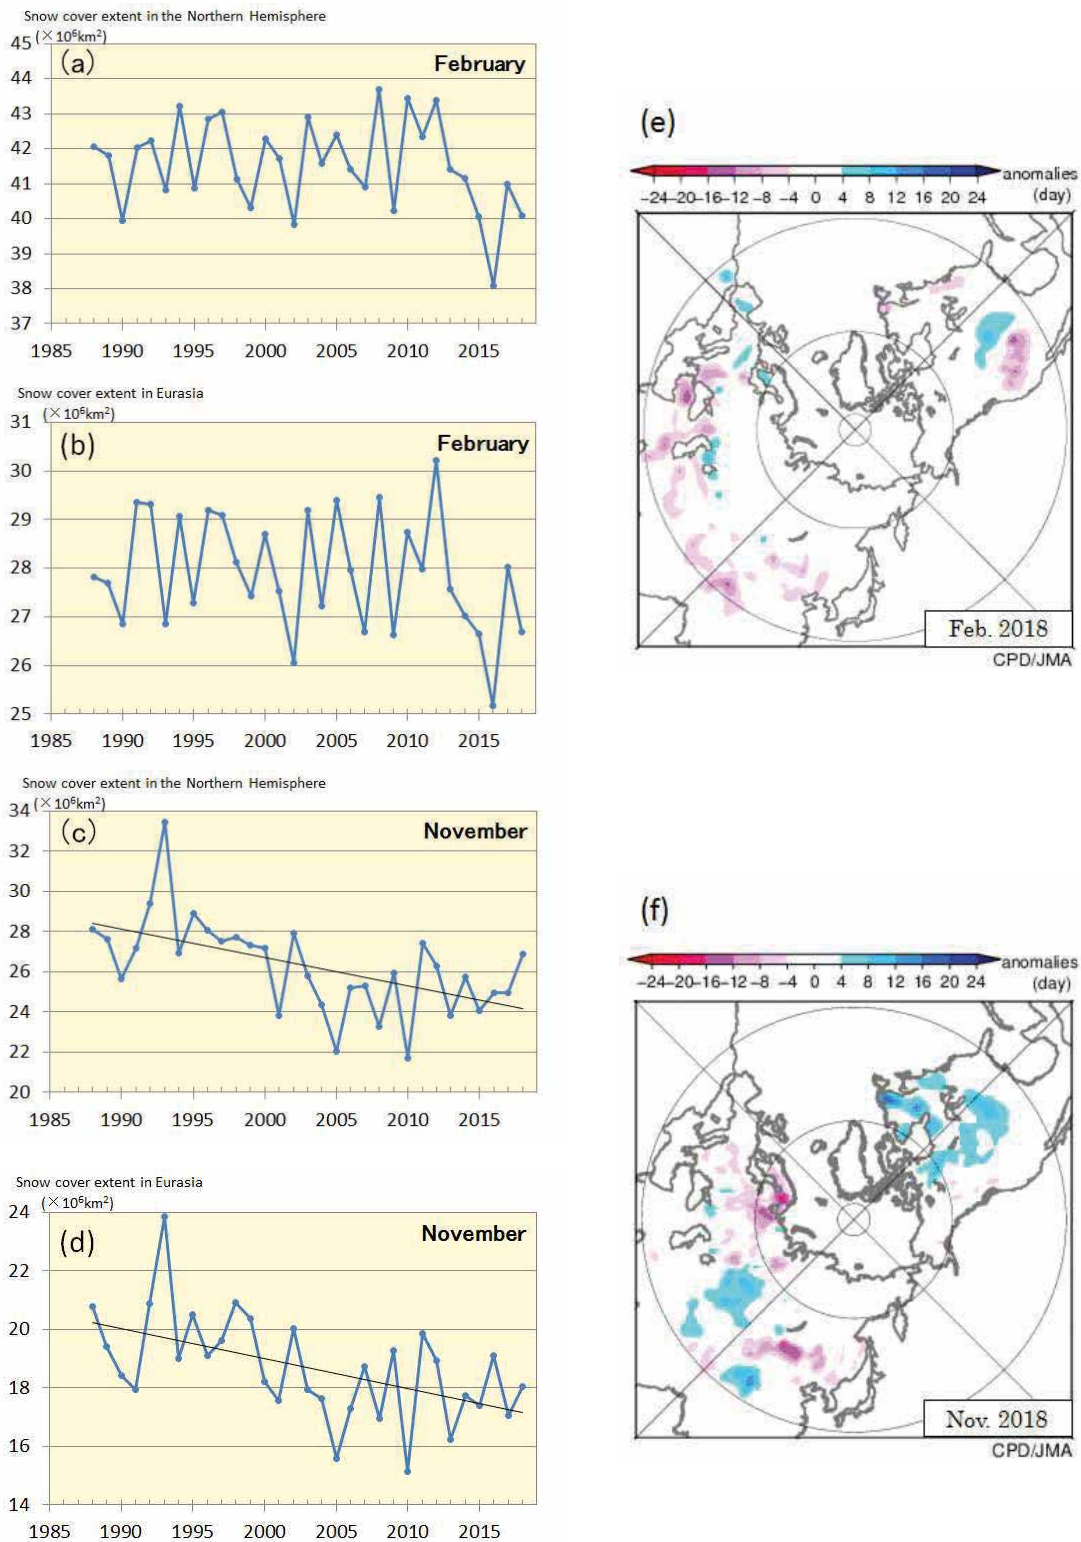 Snow cover extent in the Northern Hemisphere
(×10⁶km²)
(a)
February
45
44
43
42
41
40
39
38
37
1985 1990 1995 2000 2005 2010 2015
Snow cover extent in Eurasia
(×10⁶km²)
(b)
February
31
30
29
28
27
26
25
1985 1990 1995 2000 2005 2010 2015
Snow cover extent in the Northern Hemisphere
(×10⁶km²)
(c)
November
34
32
30
28
26
24
22
20
1985 1990 1995 2000 2005 2010 2015
Snow cover extent in Eurasia
(×10⁶km²)
(d)
November
24
22
20
18
16
14
1985 1990 1995 2000 2005 2010 2015
(e)
anomalies
−24−20−16−12 −8 −4 0 4 8 12 16 20 24 (day)
Feb. 2018
CPD/JMA
(f)
anomalies
−24−20−16−12 −8 −4 0 4 8 12 16 20 24 (day)
Nov. 2018
CPD/JMA